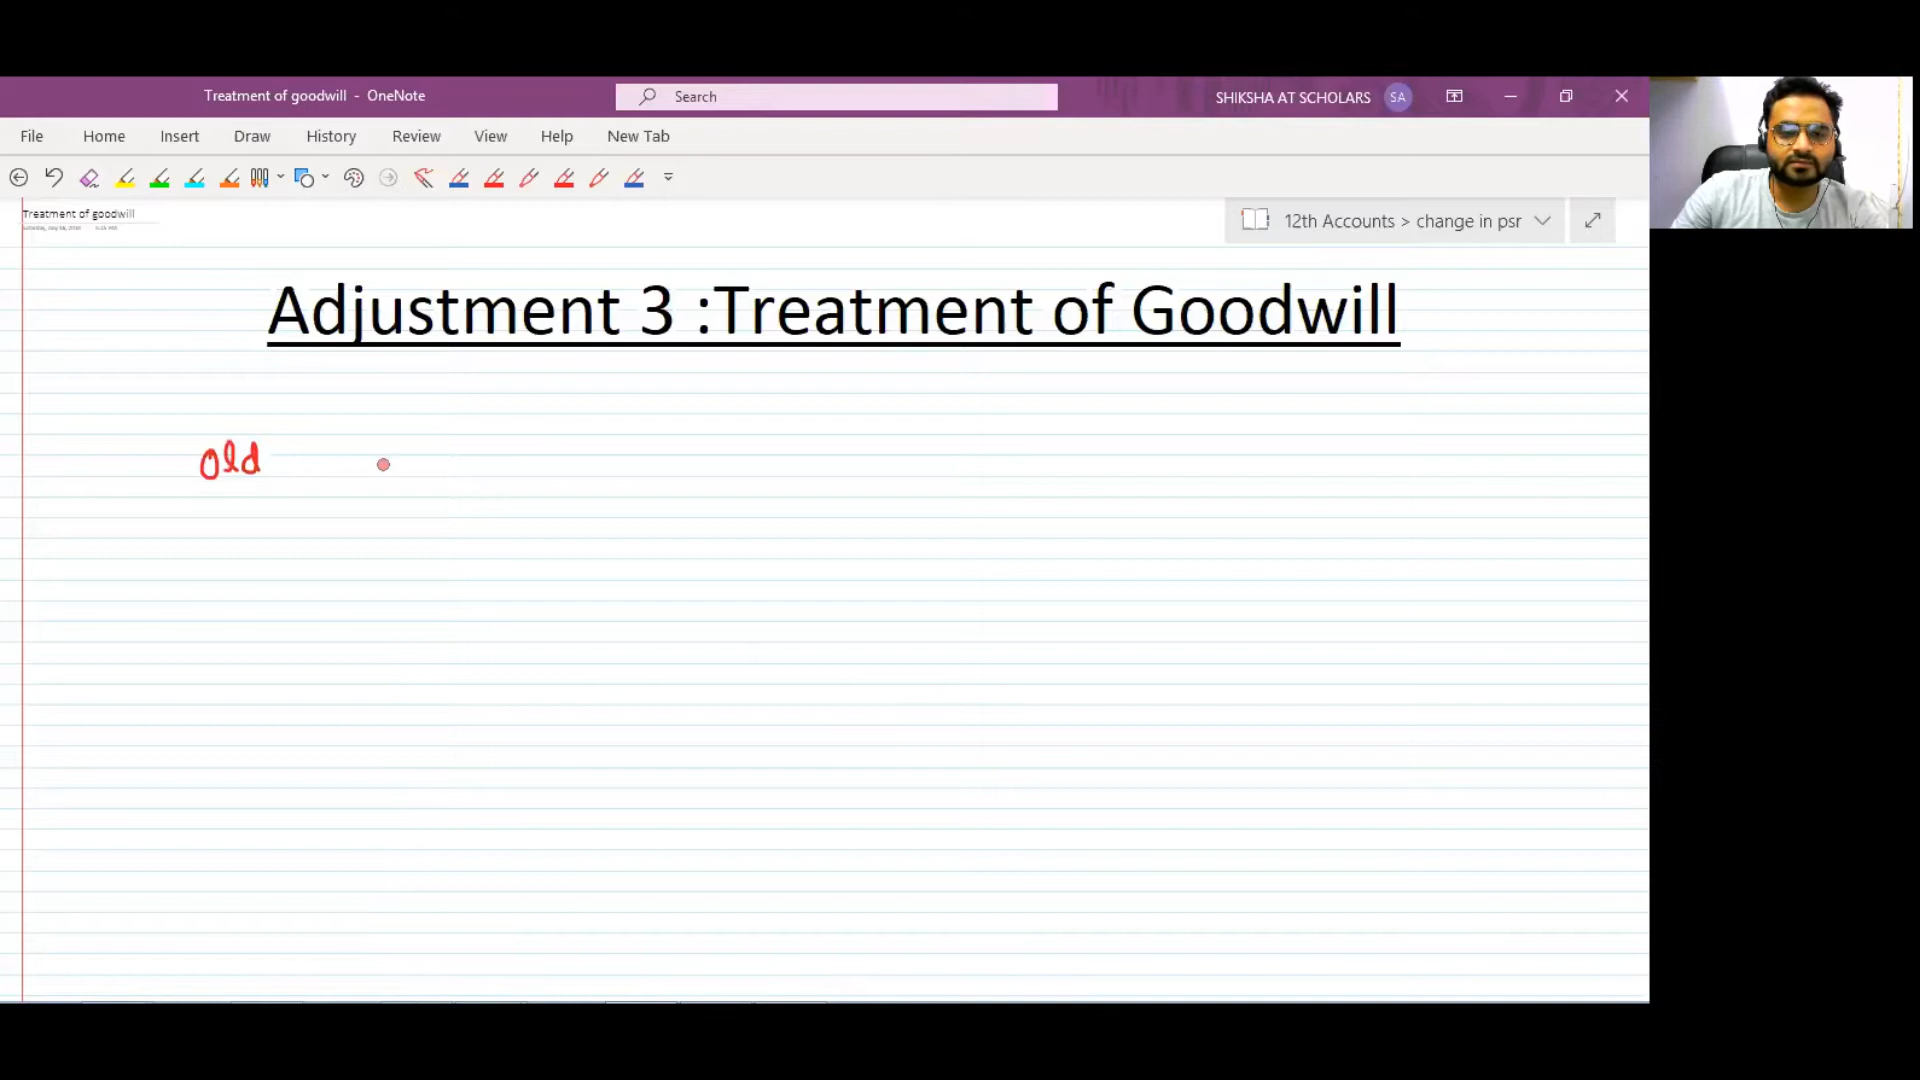 Treatment of goodwill - OneNote
Search
SHIKSHA AT SCHOLARS SA
File Home Insert Draw History Review View Help New Tab
Treatment of goodwill
12th Accounts > change in psr
Adjustment 3 :Treatment of Goodwill
Old